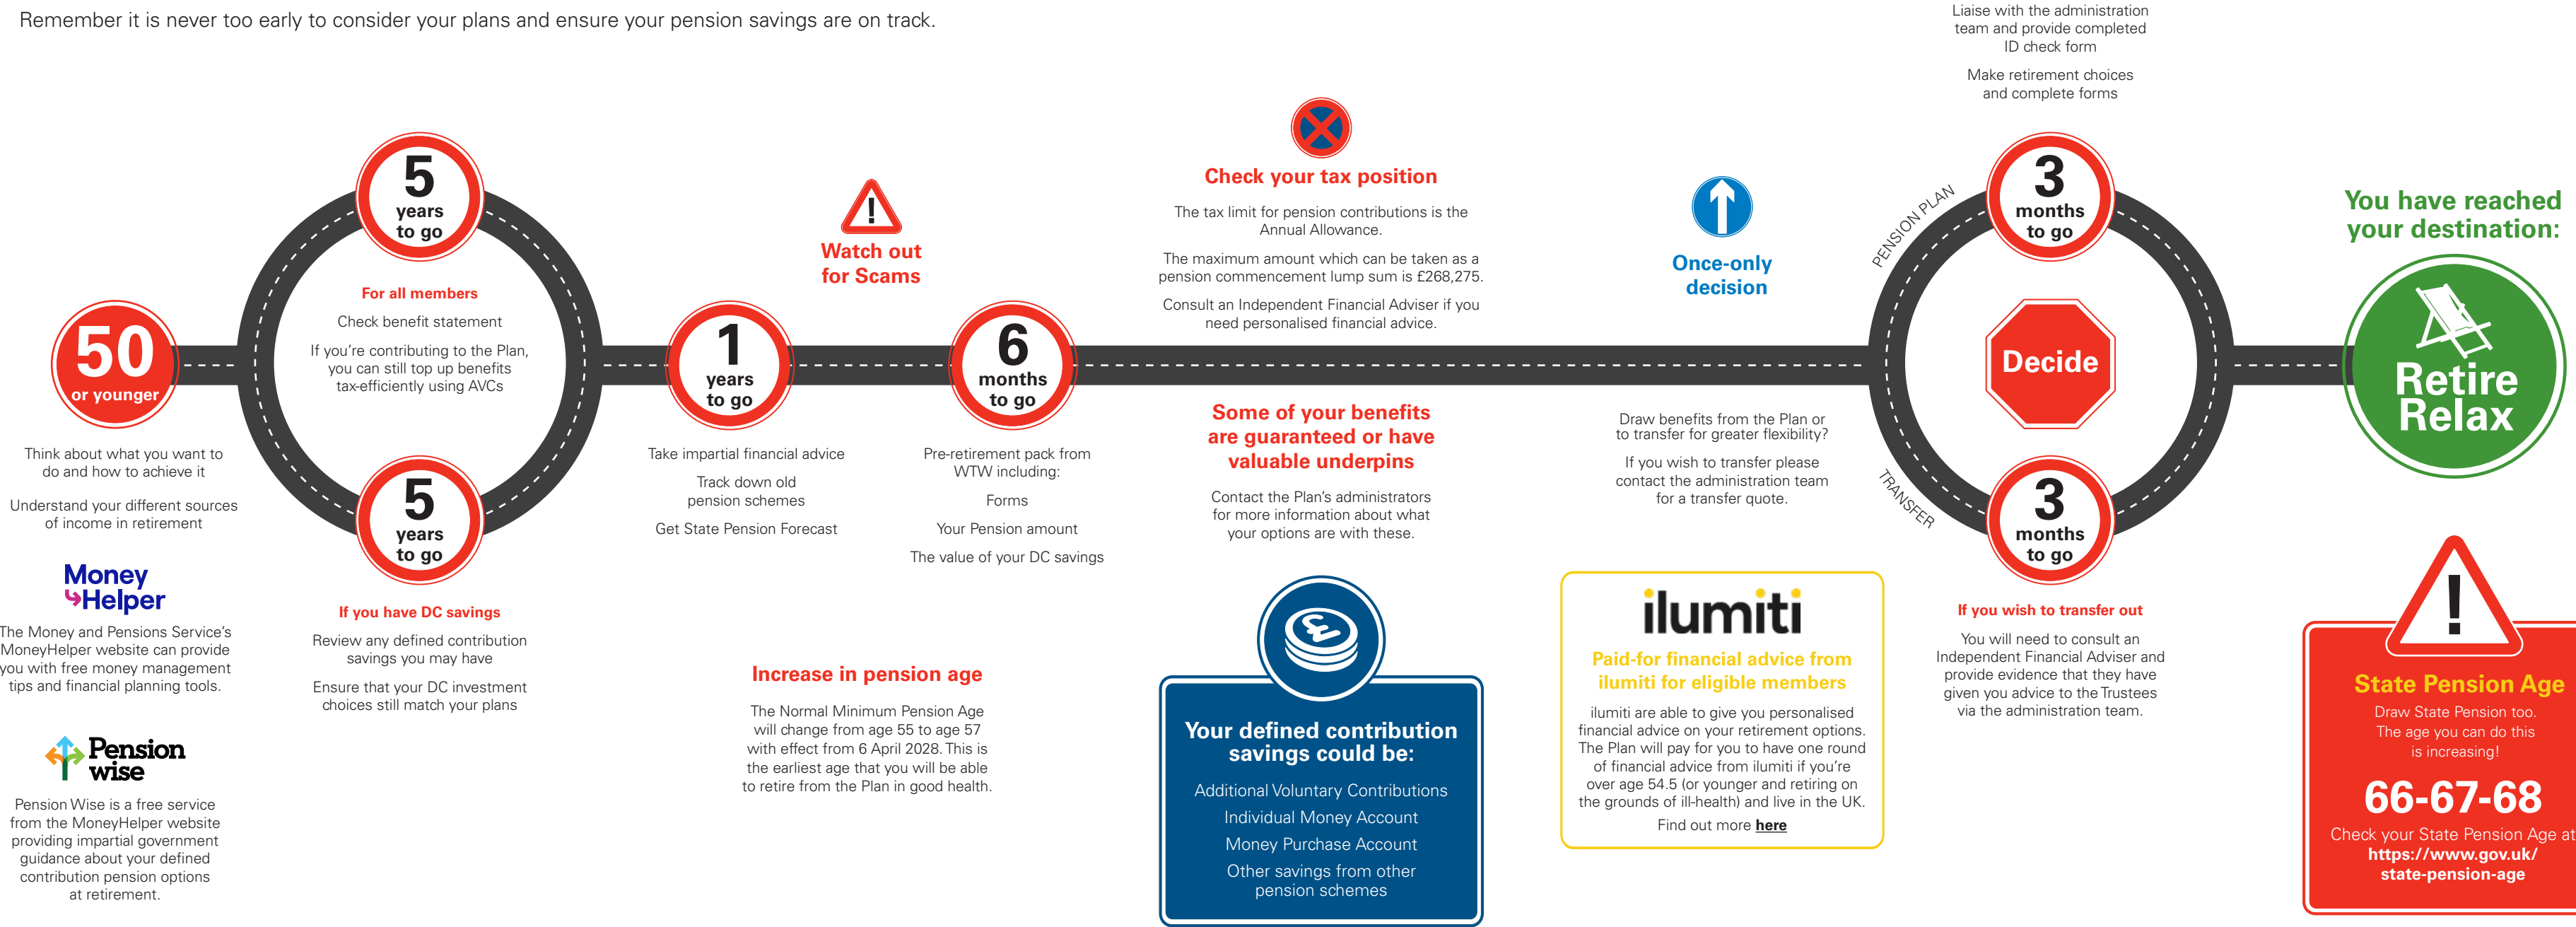 Remember it is never too early to consider your plans and ensure your pension savings are on track.
50
or younger
Think about what you want to
do and how to achieve it
Understand your different sources
of income in retirement
Money
Helper
The Money and Pensions Service's
MoneyHelper website can provide
you with free money management
tips and financial planning tools.
Pension
wise
Pension Wise is a free service
from the MoneyHelper website
providing impartial government
guidance about your defined
contribution pension options
at retirement.
5
years
to go
For all members
Check benefit statement
If you're contributing to the Plan,
you can still top up benefits
tax-efficiently using AVCs
5
years
to go
If you have DC savings
Review any defined contribution
savings you may have
Ensure that your DC investment
choices still match your plans
1
years
to go
Take impartial financial advice
Track down old
pension schemes
Get State Pension Forecast
!
Watch out
for Scams
6
months
to go
Pre-retirement pack from
WTW including:
Forms
Your Pension amount
The value of your DC savings
Increase in pension age
The Normal Minimum Pension Age
will change from age 55 to age 57
with effect from 6 April 2028. This is
the earliest age that you will be able
to retire from the Plan in good health.
Check your tax position
The tax limit for pension contributions is the
Annual Allowance.
The maximum amount which can be taken as a
pension commencement lump sum is £268,275.
Consult an Independent Financial Adviser if you
need personalised financial advice.
Some of your benefits
are guaranteed or have
valuable underpins
Contact the Plan's administrators
for more information about what
your options are with these.
£
Your defined contribution
savings could be:
Additional Voluntary Contributions
Individual Money Account
Money Purchase Account
Other savings from other
pension schemes
Once-only
decision
Draw benefits from the Plan or
to transfer for greater flexibility?
If you wish to transfer please
contact the administration team
for a transfer quote.
ilumiti
Paid-for financial advice from
ilumiti for eligible members
ilumiti are able to give you personalised
financial advice on your retirement options.
The Plan will pay for you to have one round
of financial advice from ilumiti if you're
over age 54.5 (or younger and retiring on
the grounds of ill-health) and live in the UK.
Find out more here
Liaise with the administration
team and provide completed
ID check form
Make retirement choices
and complete forms
PENSION PLAN
3
months
to go
Decide
TRANSFER
3
months
to go
If you wish to transfer out
You will need to consult an
Independent Financial Adviser and
provide evidence that they have
given you advice to the Trustees
via the administration team.
You have reached
your destination:
Retire
Relax
!
State Pension Age
Draw State Pension too.
The age you can do this
is increasing!
66-67-68
Check your State Pension Age at
https://www.gov.uk/
state-pension-age